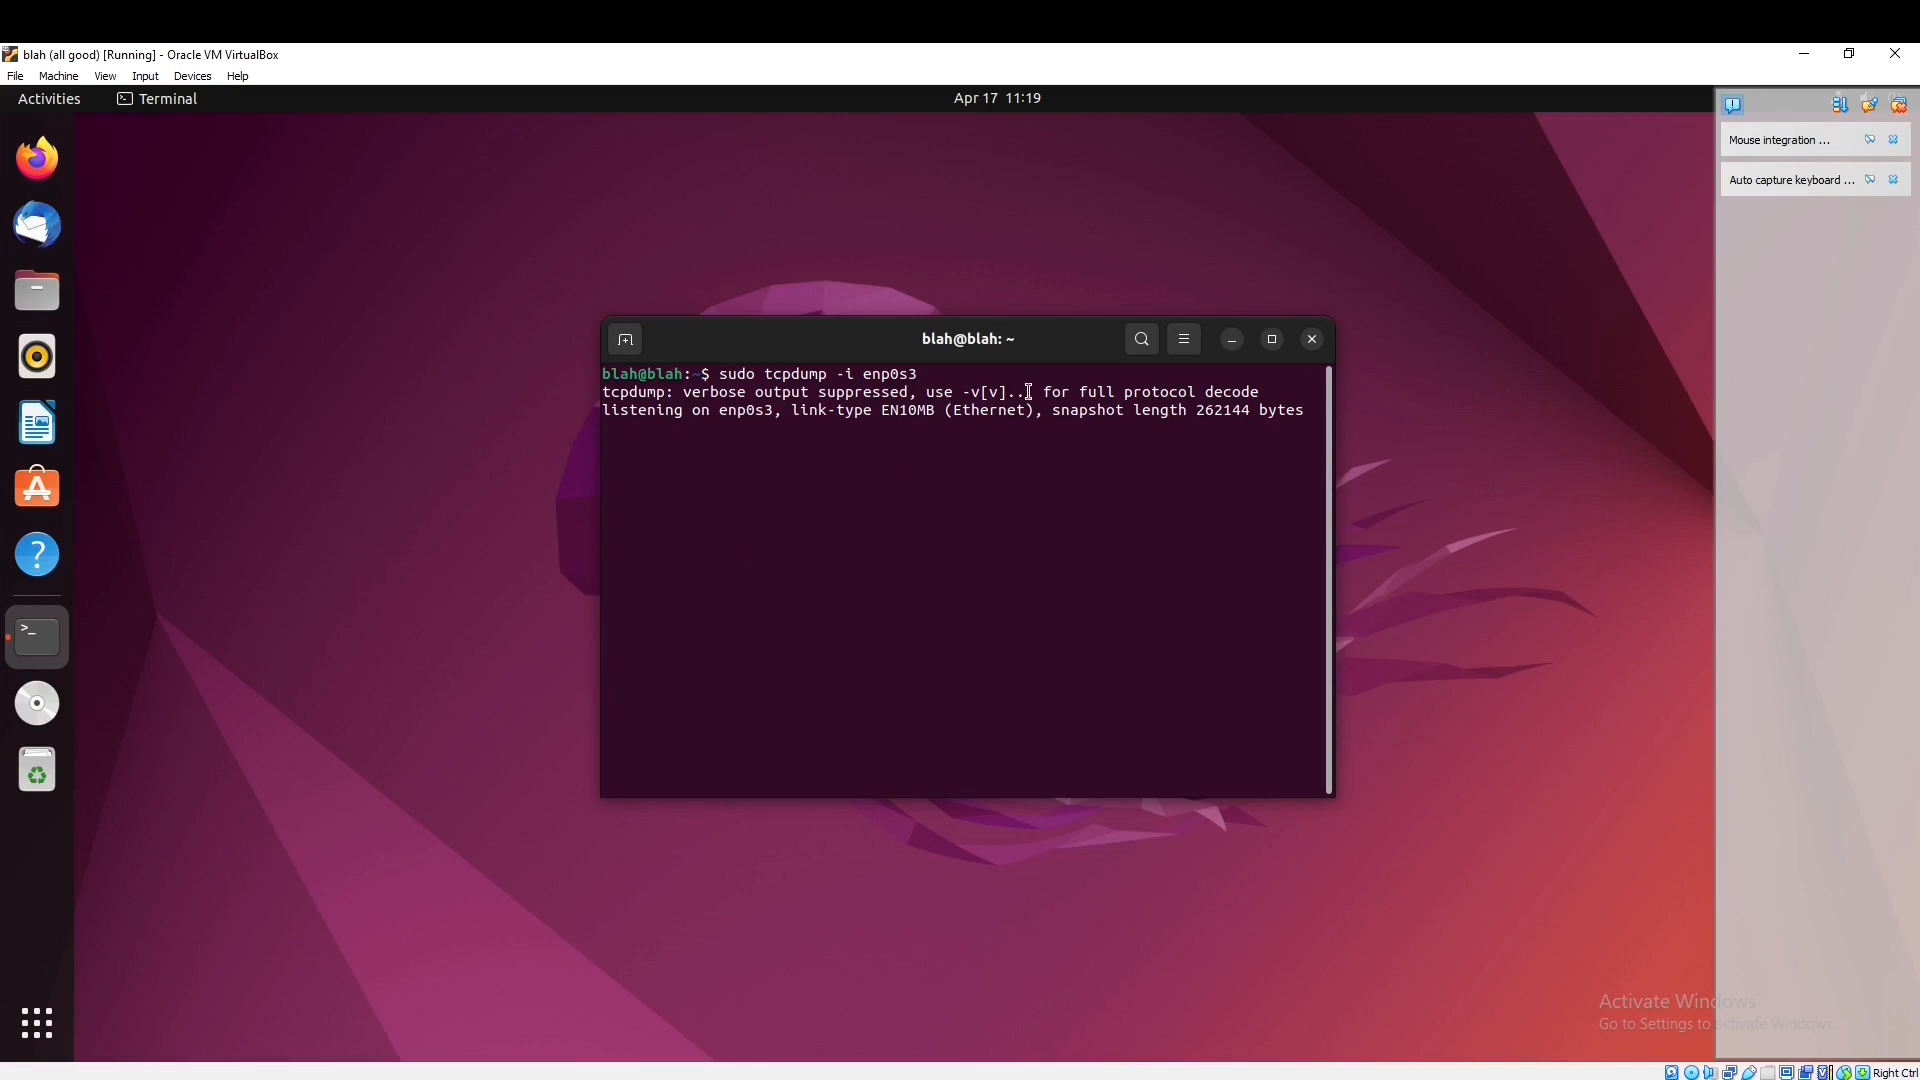 blah (all good) [Running] - Oracle VM VirtualBox
File Machine View Input Devices Help
Activities Terminal Apr 17 11:19
Mouse integration ...
Auto capture keyboard ...
blah@blah: ~
blah@blah:~$ sudo tcpdump -i enp0s3
tcpdump: verbose output suppressed, use -v[v]... for full protocol decode
listening on enp0s3, link-type EN10MB (Ethernet), snapshot length 262144 bytes
Activate Windows
Go to Settings to activate Windows.
Right Ctrl